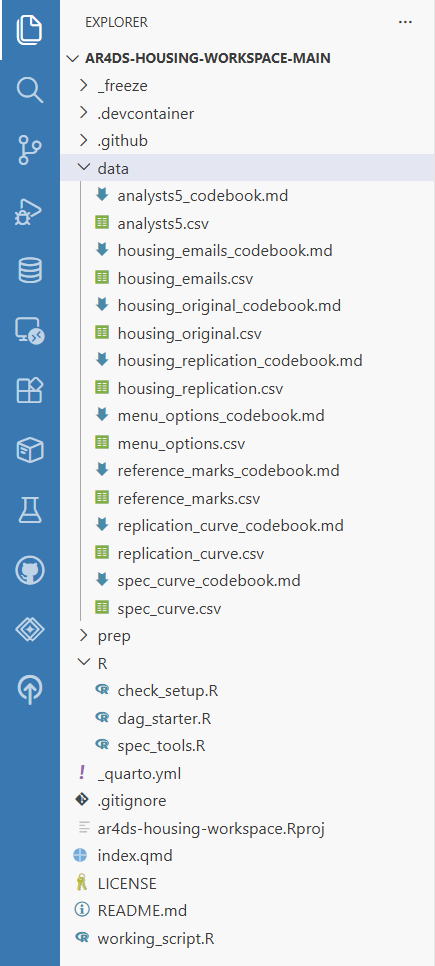 EXPLORER
AR4DS-HOUSING-WORKSPACE-MAIN
_freeze
.devcontainer
.github
data
analysts5_codebook.md
analysts5.csv
housing_emails_codebook.md
housing_emails.csv
housing_original_codebook.md
housing_original.csv
housing_replication_codebook.md
housing_replication.csv
menu_options_codebook.md
menu_options.csv
reference_marks_codebook.md
reference_marks.csv
replication_curve_codebook.md
replication_curve.csv
spec_curve_codebook.md
spec_curve.csv
prep
R
check_setup.R
dag_starter.R
spec_tools.R
_quarto.yml
.gitignore
ar4ds-housing-workspace.Rproj
index.qmd
LICENSE
README.md
working_script.R